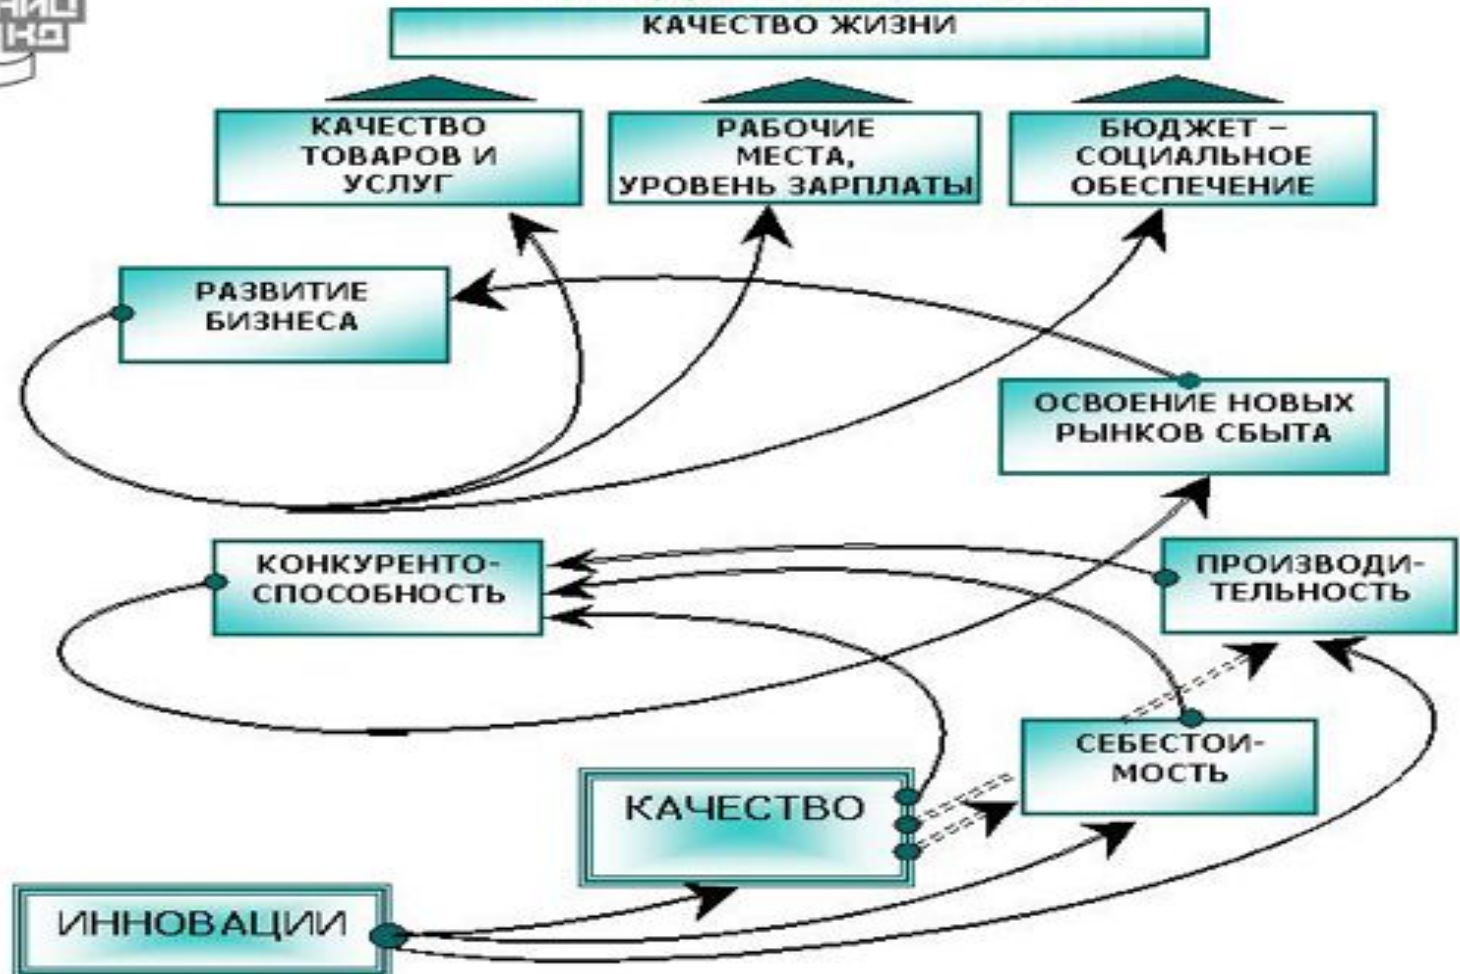 КАЧЕСТВО ЖИЗНИ
КАЧЕСТВО
ТОВАРОВ И
УСЛУГ
РАБОЧИЕ
МЕСТА,
УРОВЕНЬ ЗАРПЛАТЫ
БЮДЖЕТ –
СОЦИАЛЬНОЕ
ОБЕСПЕЧЕНИЕ
РАЗВИТИЕ
БИЗНЕСА
ОСВОЕНИЕ НОВЫХ
РЫНКОВ СБЫТА
КОНКУРЕНТО-
СПОСОБНОСТЬ
ПРОИЗВОДИ-
ТЕЛЬНОСТЬ
СЕБЕСТОИ-
МОСТЬ
КАЧЕСТВО
ИННОВАЦИИ